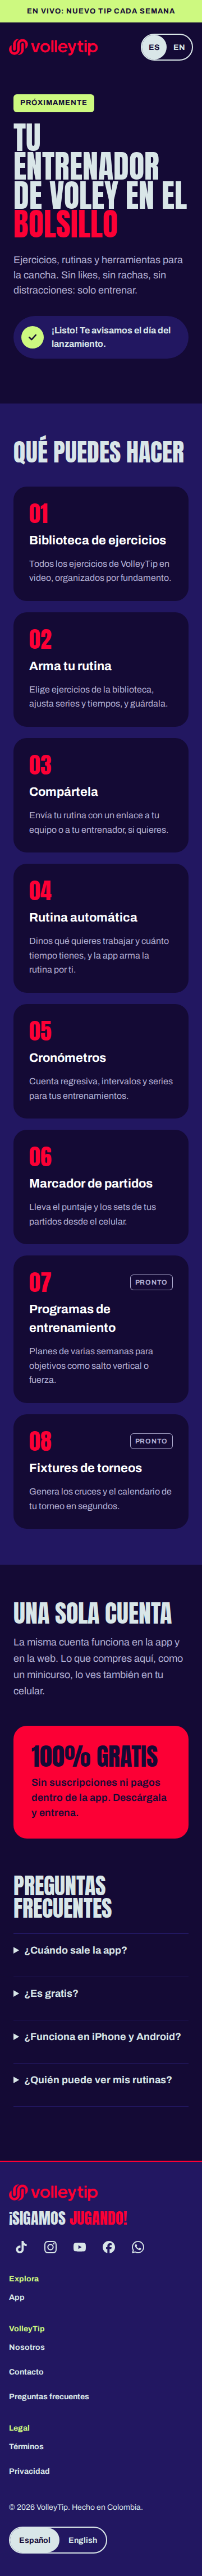 EN VIVO: NUEVO TIP CADA SEMANA
volleytip
ES EN
PRÓXIMAMENTE
TU
ENTRENADOR
DE VOLEY EN EL
BOLSILLO
Ejercicios, rutinas y herramientas para
la cancha. Sin likes, sin rachas, sin
distracciones: solo entrenar.
¡Listo! Te avisamos el día del
lanzamiento.
QUÉ PUEDES HACER
01
Biblioteca de ejercicios
Todos los ejercicios de VolleyTip en
video, organizados por fundamento.
02
Arma tu rutina
Elige ejercicios de la biblioteca,
ajusta series y tiempos, y guárdala.
03
Compártela
Envía tu rutina con un enlace a tu
equipo o a tu entrenador, si quieres.
04
Rutina automática
Dinos qué quieres trabajar y cuánto
tiempo tienes, y la app arma la
rutina por ti.
05
Cronómetros
Cuenta regresiva, intervalos y series
para tus entrenamientos.
06
Marcador de partidos
Lleva el puntaje y los sets de tus
partidos desde el celular.
07 PRONTO
Programas de
entrenamiento
Planes de varias semanas para
objetivos como salto vertical o
fuerza.
08 PRONTO
Fixtures de torneos
Genera los cruces y el calendario de
tu torneo en segundos.
UNA SOLA CUENTA
La misma cuenta funciona en la app y
en la web. Lo que compres aquí, como
un minicurso, lo ves también en tu
celular.
100% GRATIS
Sin suscripciones ni pagos
dentro de la app. Descárgala
y entrena.
PREGUNTAS
FRECUENTES
¿Cuándo sale la app?
¿Es gratis?
¿Funciona en iPhone y Android?
¿Quién puede ver mis rutinas?
volleytip
¡SIGAMOS JUGANDO!
Explora
App
VolleyTip
Nosotros
Contacto
Preguntas frecuentes
Legal
Términos
Privacidad
© 2026 VolleyTip. Hecho en Colombia.
Español English